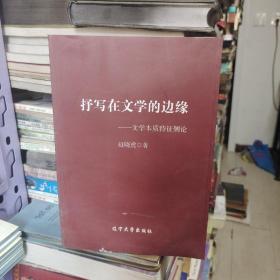 抒写在文学的边缘
——文学本质特征侧论
赵晓虎 著
辽宁大学出版社